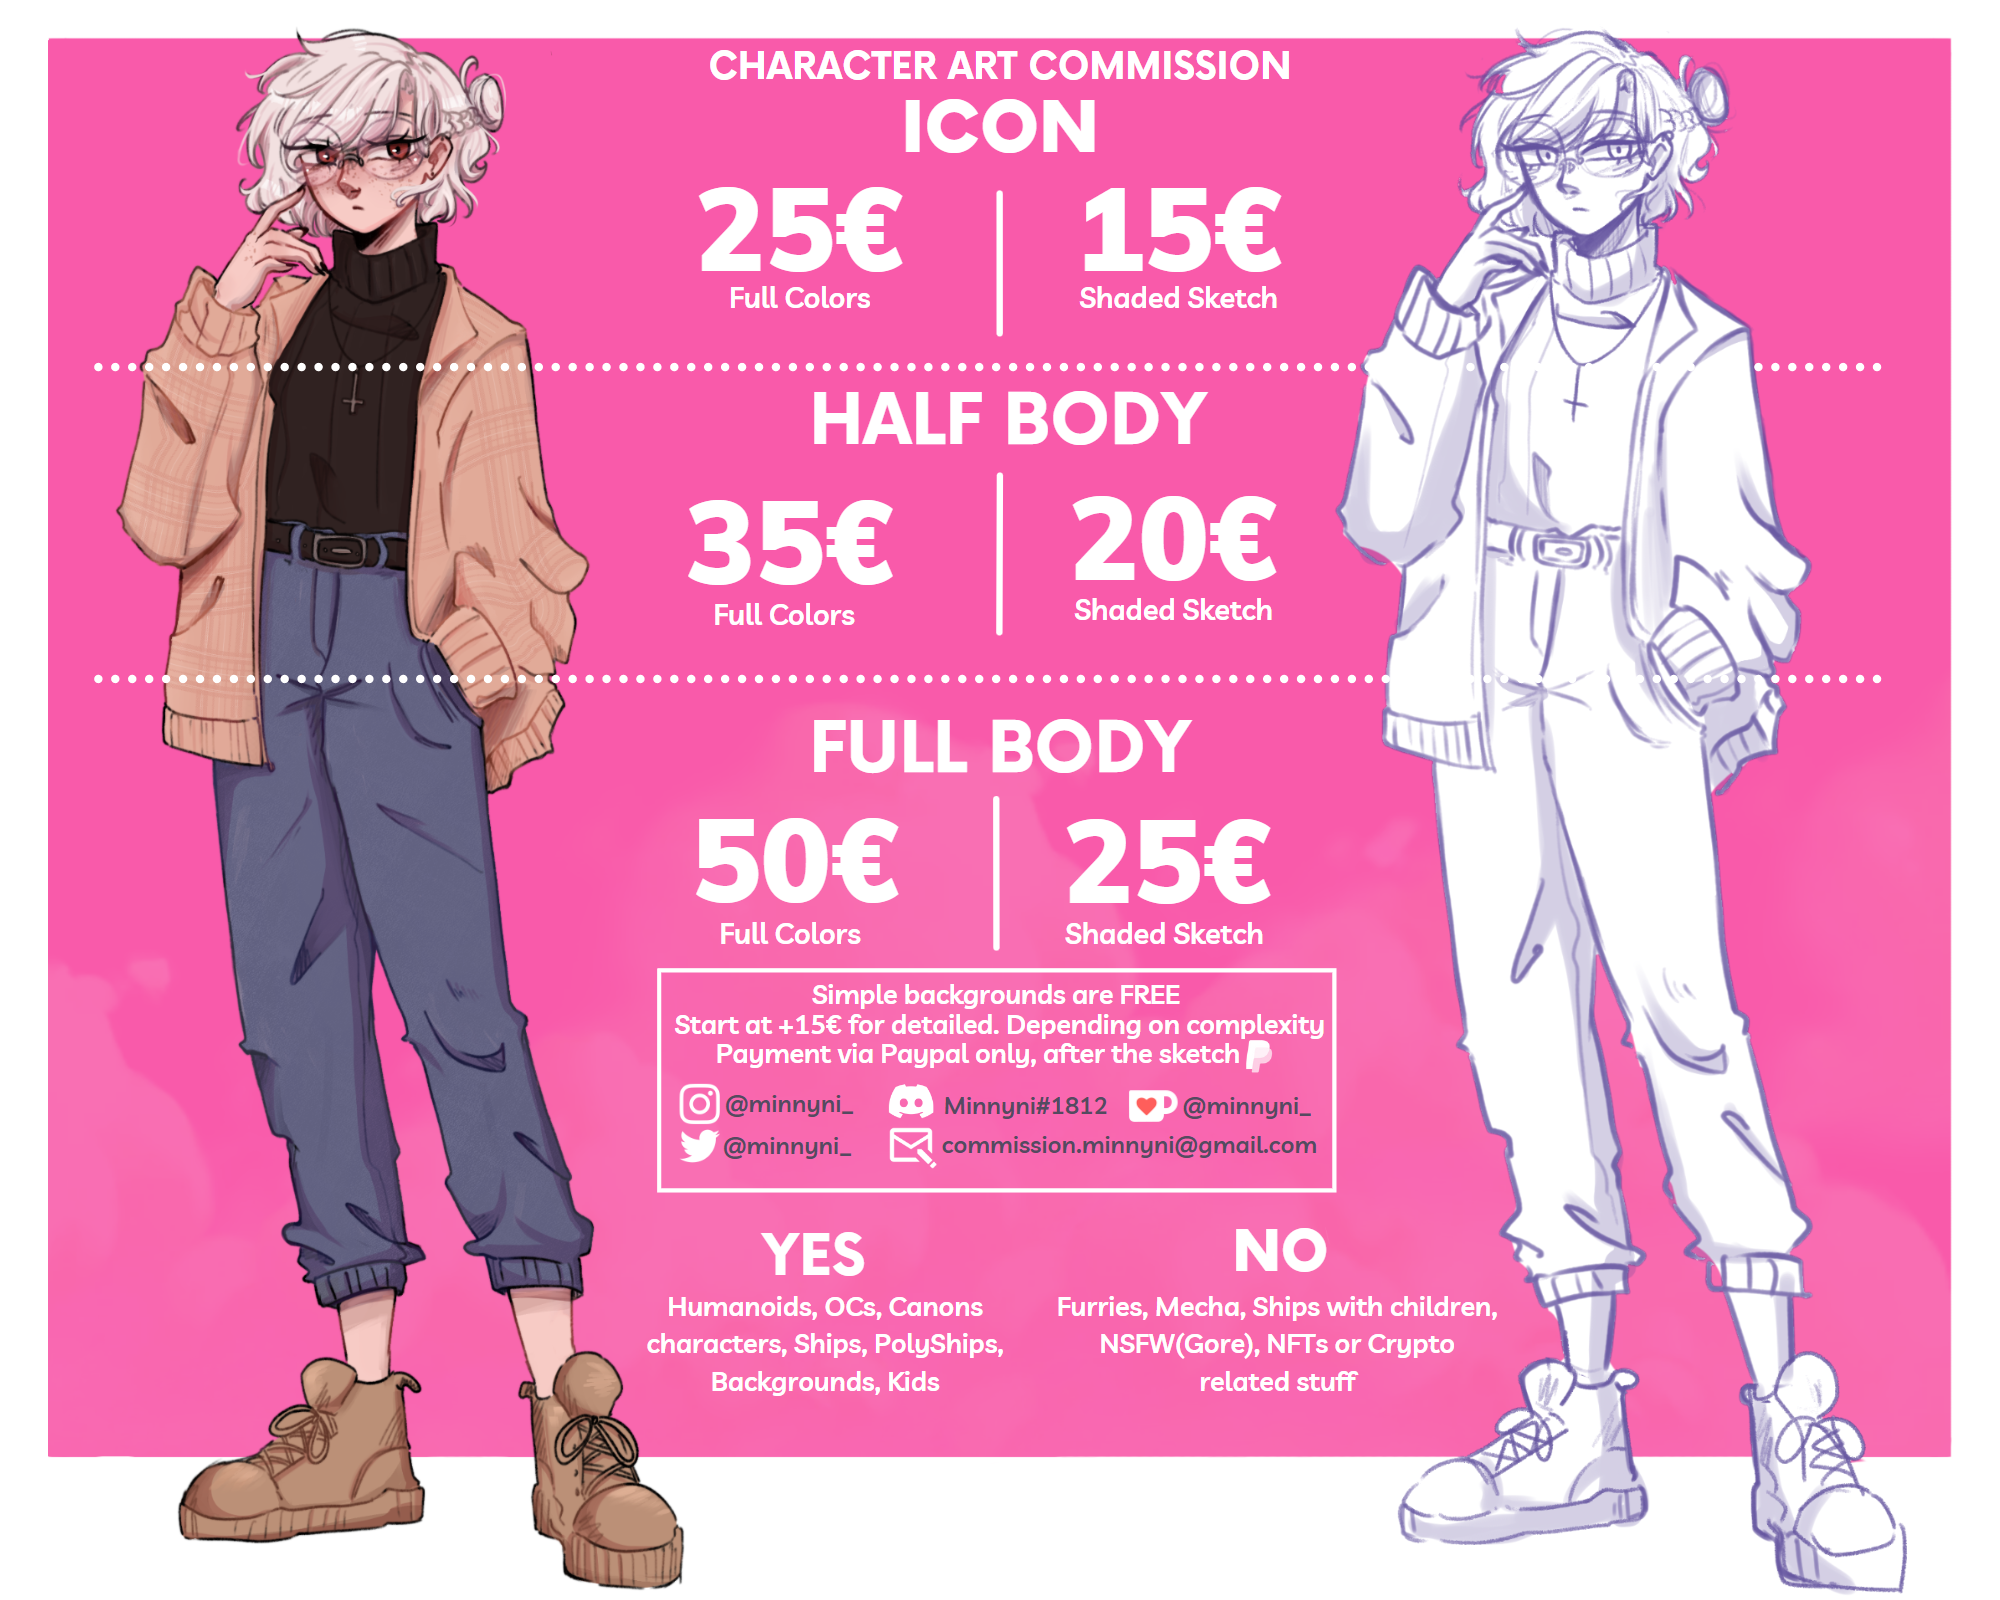 CHARACTER ART COMMISSION
ICON
25€
15€
Full Colors
Shaded Sketch
HALF BODY
35€
20€
Full Colors
Shaded Sketch
FULL BODY
50€
25€
Full Colors
Shaded Sketch
Simple backgrounds are FREE
Start at +15€ for detailed. Depending on complexity
Payment via Paypal only, after the sketch
@minnyni_
Minnyni#1812
@minnyni_
@minnyni_
commission.minnyni@gmail.com
YES
Humanoids, OCs, Canons
characters, Ships, PolyShips,
Backgrounds, Kids
NO
Furries, Mecha, Ships with children,
NSFW(Gore), NFTs or Crypto
related stuff